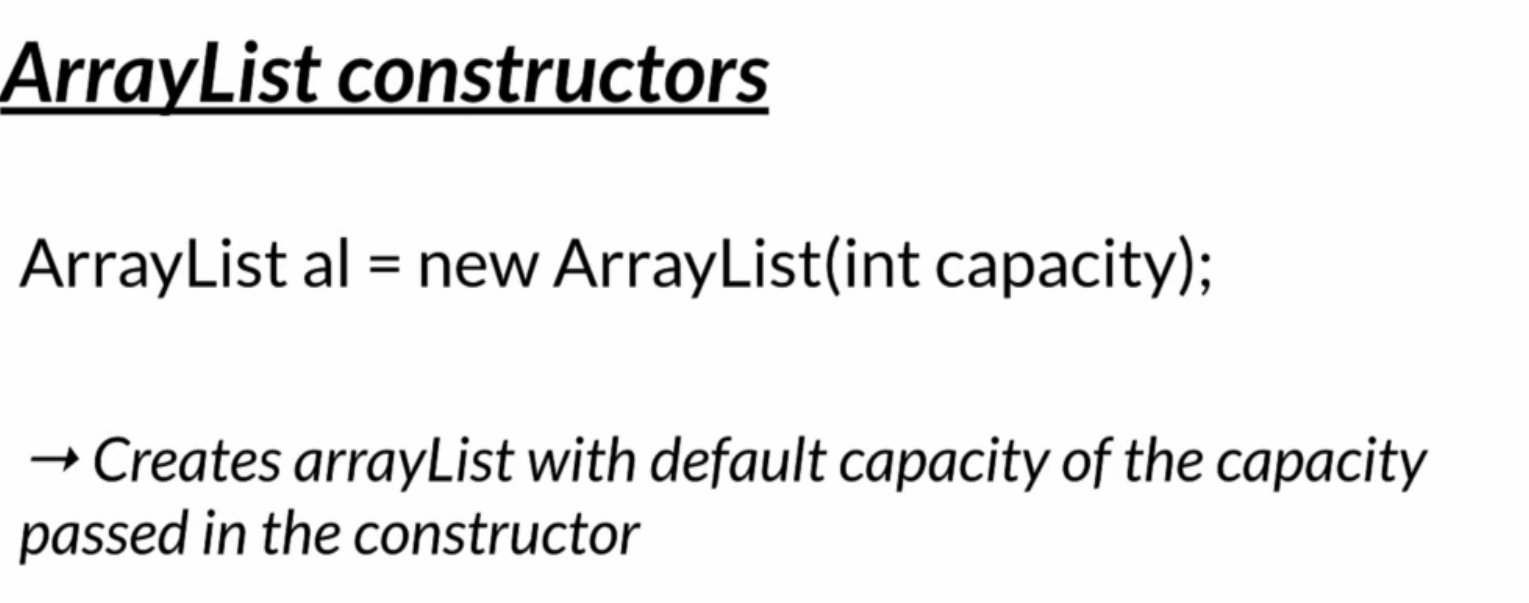 ArrayList constructors
ArrayList al = new ArrayList(int capacity);
→ Creates arrayList with default capacity of the capacity
passed in the constructor